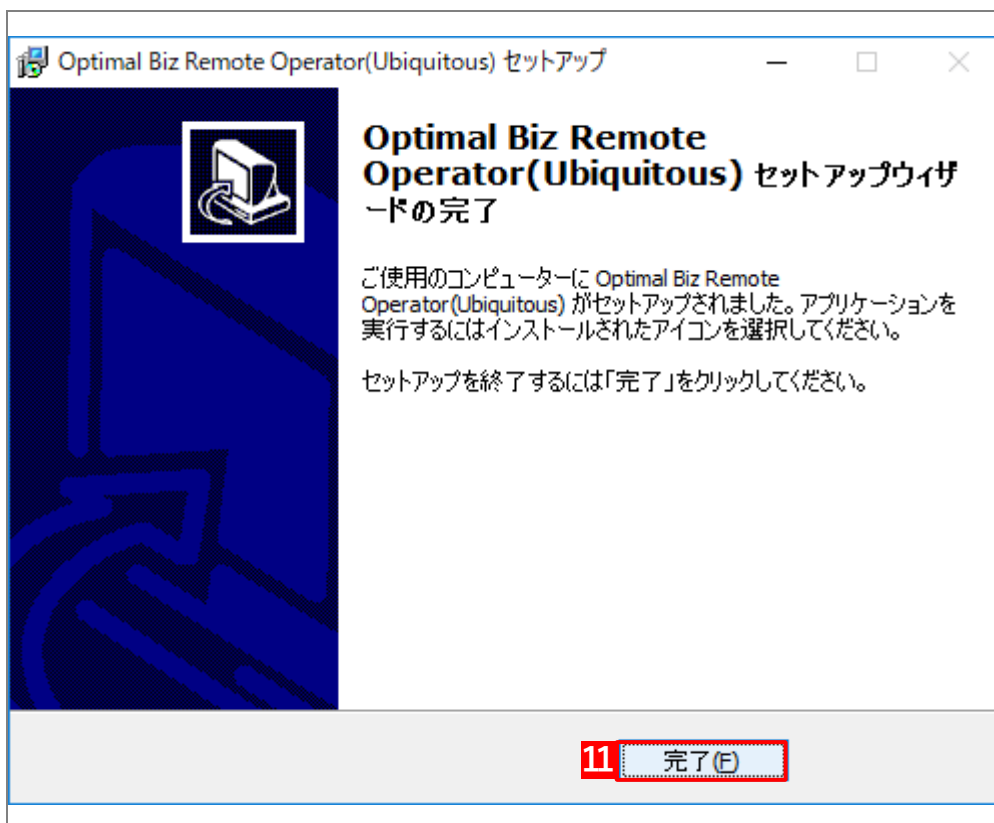 Optimal Biz Remote Operator(Ubiquitous) セットアップ
Optimal Biz Remote
Operator(Ubiquitous) セットアップウィザ
ードの完了
ご使用のコンピューターに Optimal Biz Remote
Operator(Ubiquitous) がセットアップされました。アプリケーションを
実行するにはインストールされたアイコンを選択してください。
セットアップを終了するには「完了」をクリックしてください。
11 完了(F)